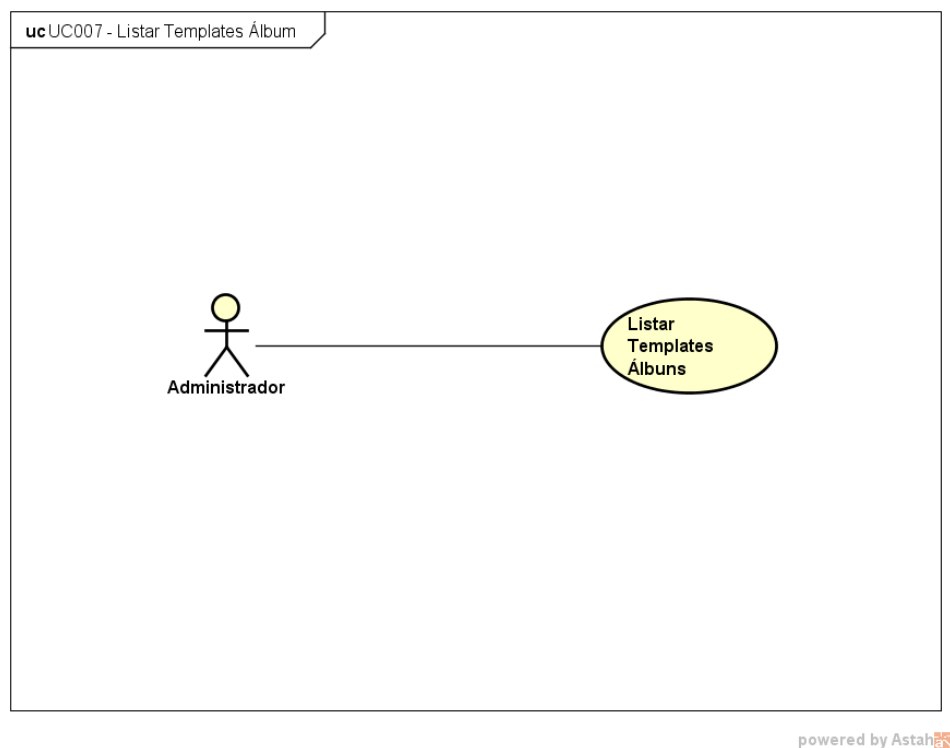 uc UC007 - Listar Templates Álbum
Listar
Templates
Álbuns
Administrador
powered by Astah